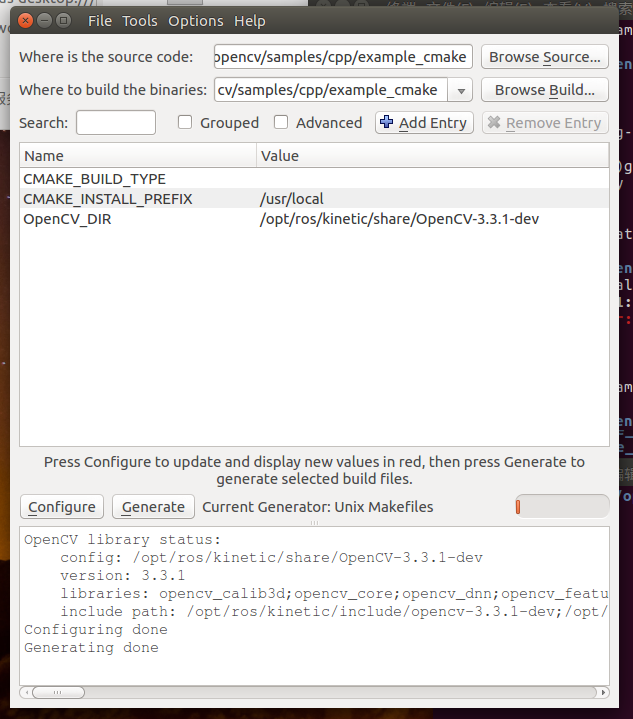 File Tools Options Help
Where is the source code: opencv/samples/cpp/example_cmake Browse Source...
Where to build the binaries: cv/samples/cpp/example_cmake Browse Build...
Search: Grouped Advanced Add Entry Remove Entry
Name Value
CMAKE_BUILD_TYPE
CMAKE_INSTALL_PREFIX /usr/local
OpenCV_DIR /opt/ros/kinetic/share/OpenCV-3.3.1-dev
Press Configure to update and display new values in red, then press Generate to
generate selected build files.
Configure Generate Current Generator: Unix Makefiles
OpenCV library status:
config: /opt/ros/kinetic/share/OpenCV-3.3.1-dev
version: 3.3.1
libraries: opencv_calib3d;opencv_core;opencv_dnn;opencv_featu
include path: /opt/ros/kinetic/include/opencv-3.3.1-dev;/opt/
Configuring done
Generating done